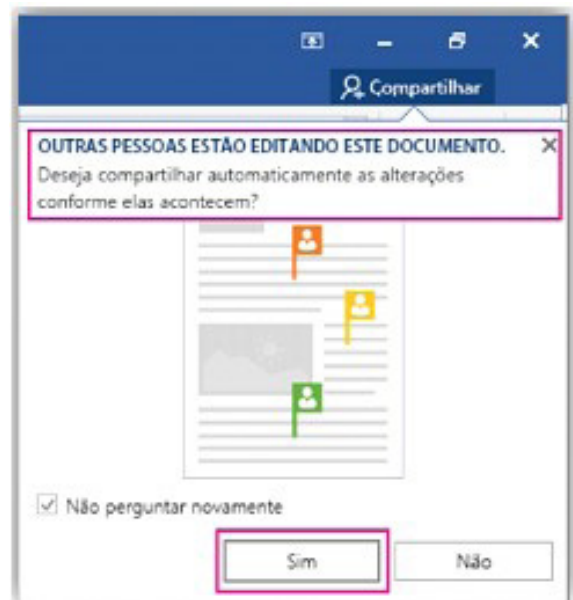 Compartilhar
OUTRAS PESSOAS ESTÃO EDITANDO ESTE DOCUMENTO.
Deseja compartilhar automaticamente as alterações
conforme elas acontecem?
Não perguntar novamente
Sim
Não